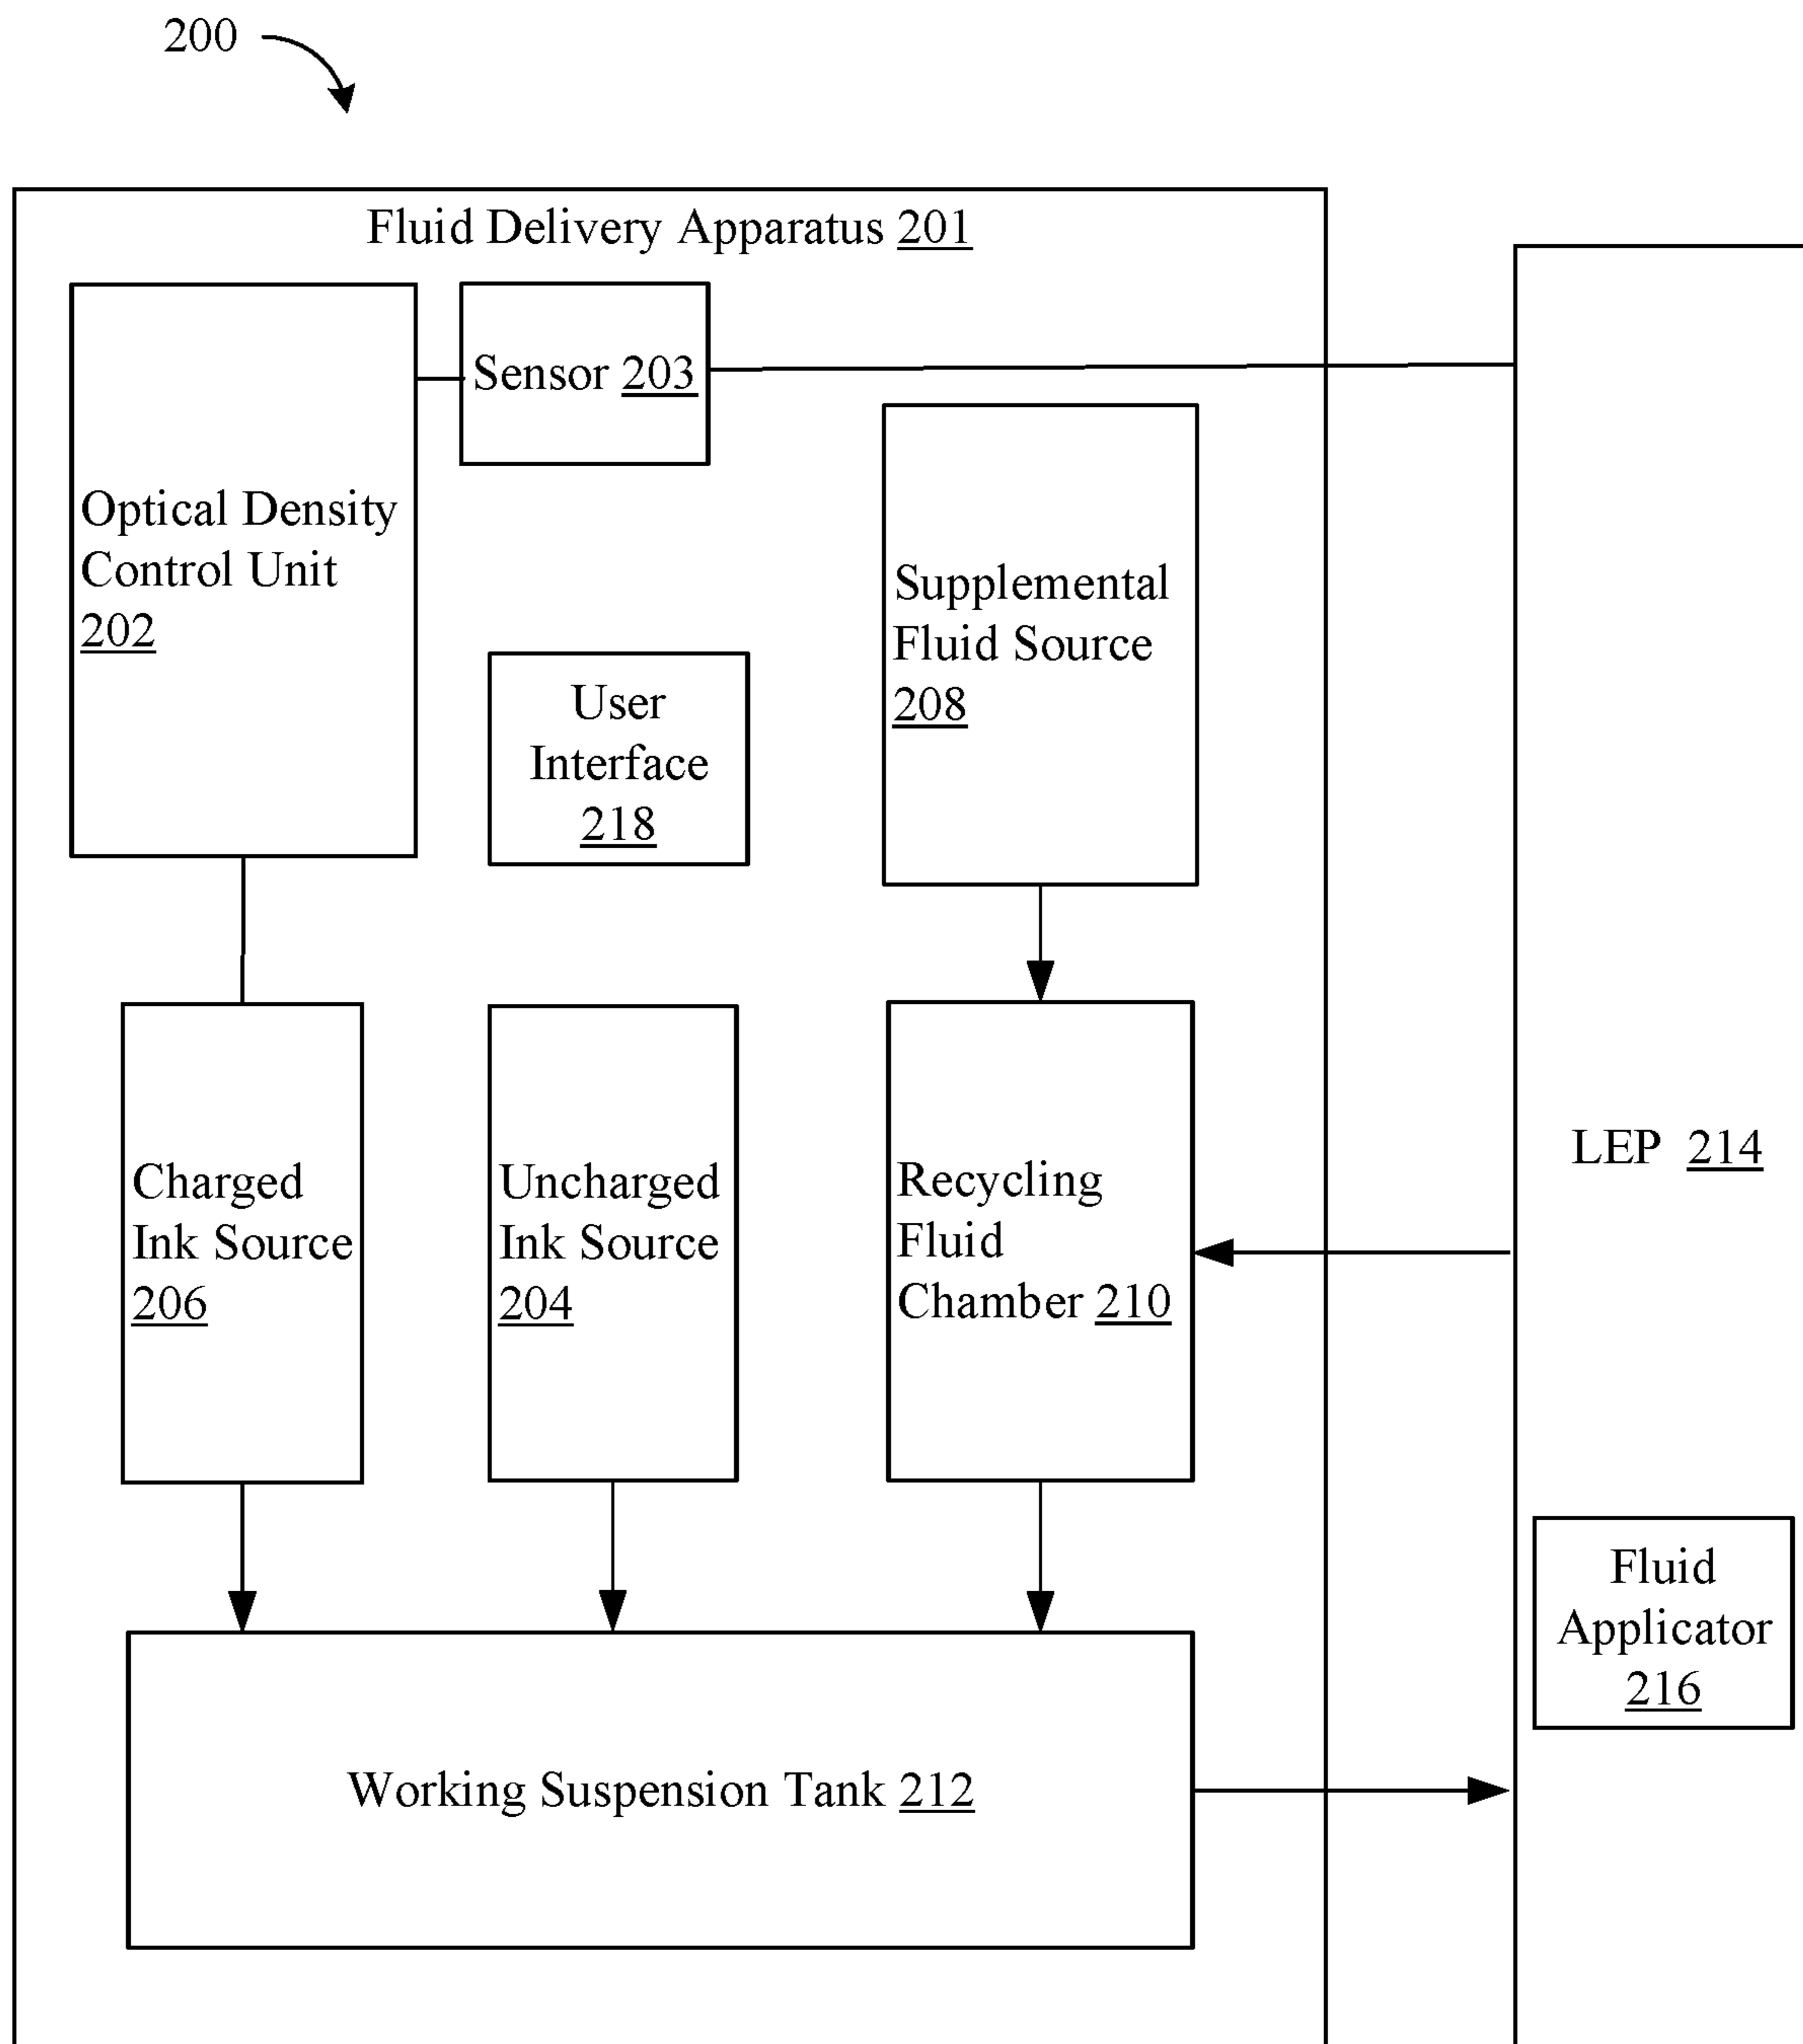 200
Fluid Delivery Apparatus 201
Sensor 203
Optical Density
Control Unit
202
Supplemental
Fluid Source
208
User
Interface
218
Charged
Ink Source
206
Uncharged
Ink Source
204
Recycling
Fluid
Chamber 210
LEP 214
Fluid
Applicator
216
Working Suspension Tank 212